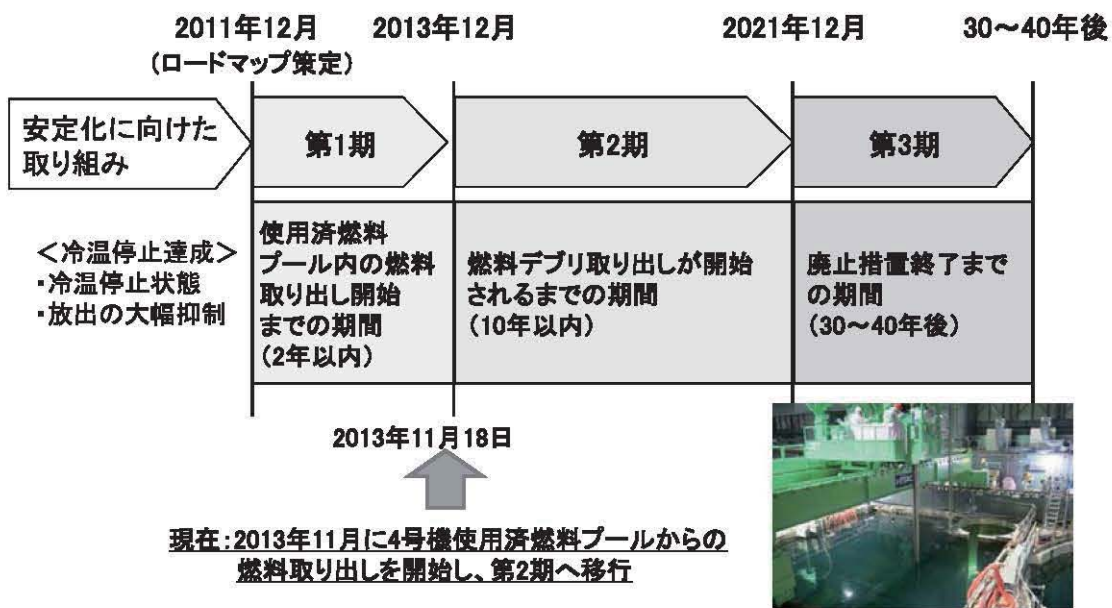 2011年12月
(ロードマップ策定)
2013年12月
2021年12月
30～40年後
安定化に向けた
取り組み
第1期
第2期
第3期
＜冷温停止達成＞
・冷温停止状態
・放出の大幅抑制
使用済燃料
プール内の燃料
取り出し開始
までの期間
(2年以内)
燃料デブリ取り出しが開始
されるまでの期間
(10年以内)
廃止措置終了まで
の期間
(30～40年後)
2013年11月18日
現在：2013年11月に4号機使用済燃料プールからの
燃料取り出しを開始し、第2期へ移行